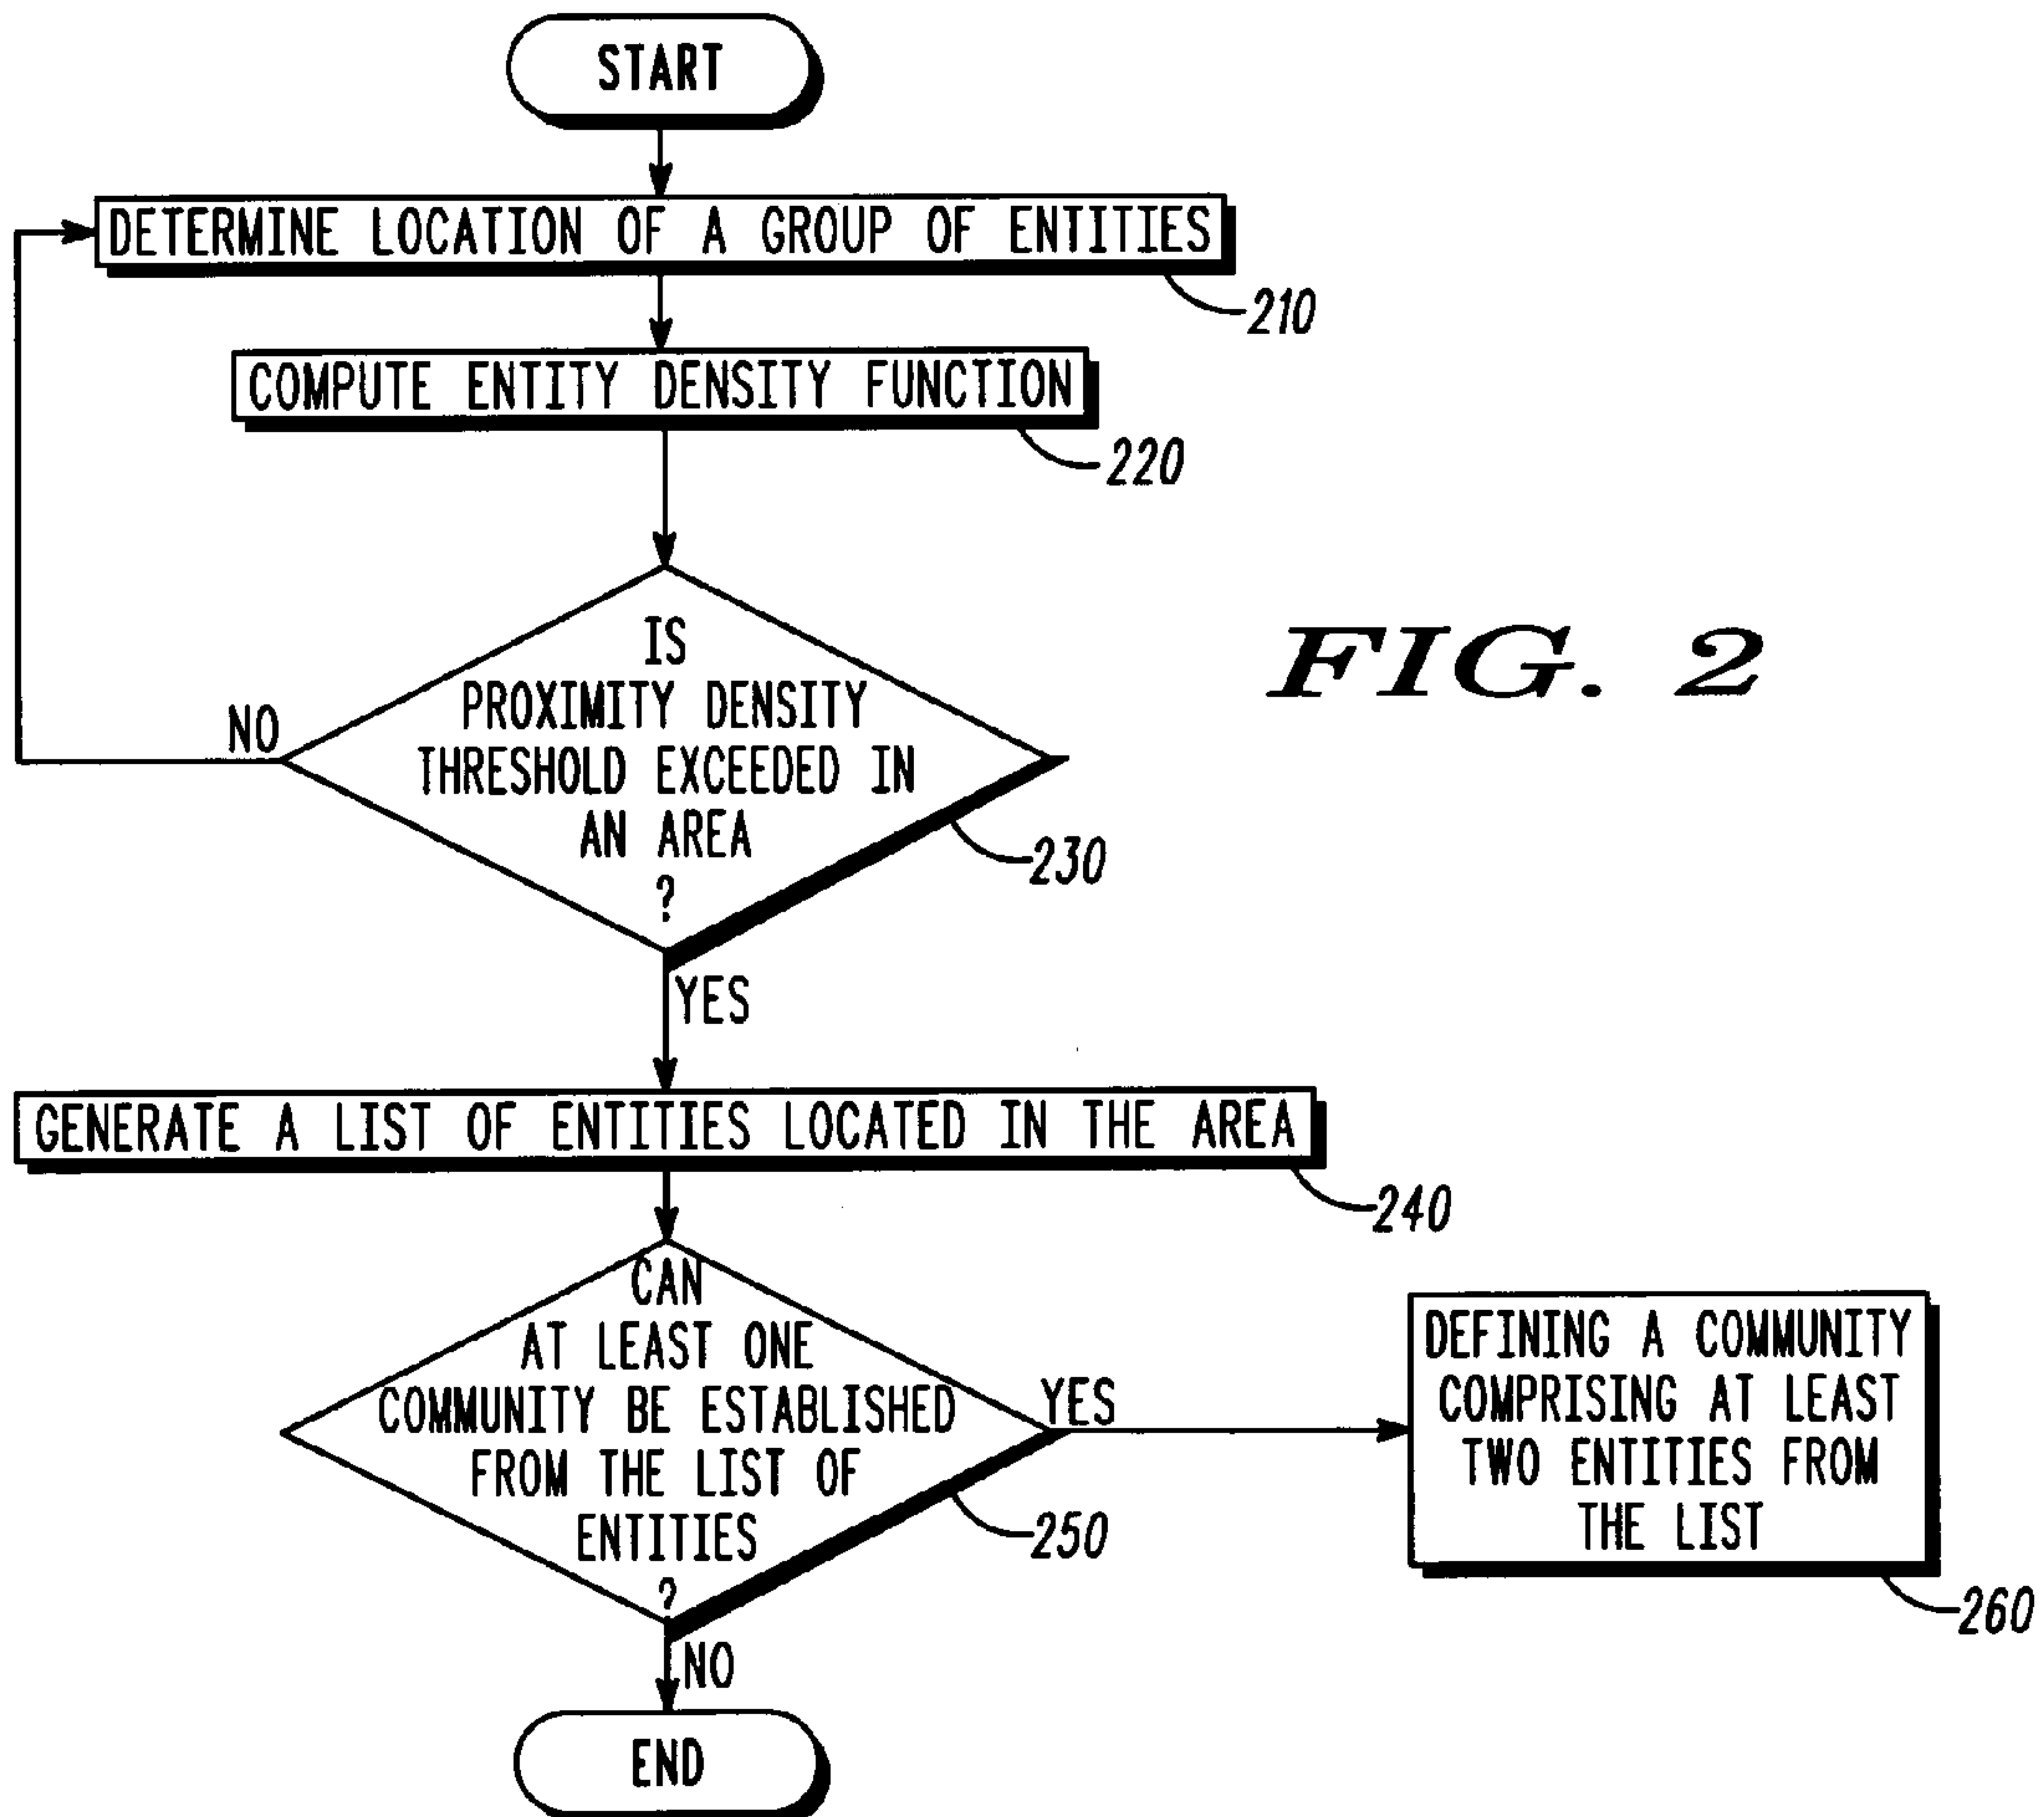 START
DETERMINE LOCATION OF A GROUP OF ENTITIES
210
COMPUTE ENTITY DENSITY FUNCTION
220
IS
PROXIMITY DENSITY
THRESHOLD EXCEEDED IN
AN AREA
?
NO
230
FIG. 2
YES
GENERATE A LIST OF ENTITIES LOCATED IN THE AREA
240
CAN
AT LEAST ONE
COMMUNITY BE ESTABLISHED
FROM THE LIST OF
ENTITIES
?
YES
250
DEFINING A COMMUNITY
COMPRISING AT LEAST
TWO ENTITIES FROM
THE LIST
260
NO
END